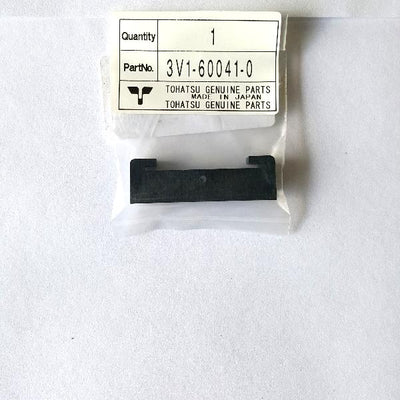 Quantity 1
PartNo. 3V1-60041-0
TOHATSU GENUINE PARTS
MADE IN JAPAN
TOHATSU GENUINE PARTS